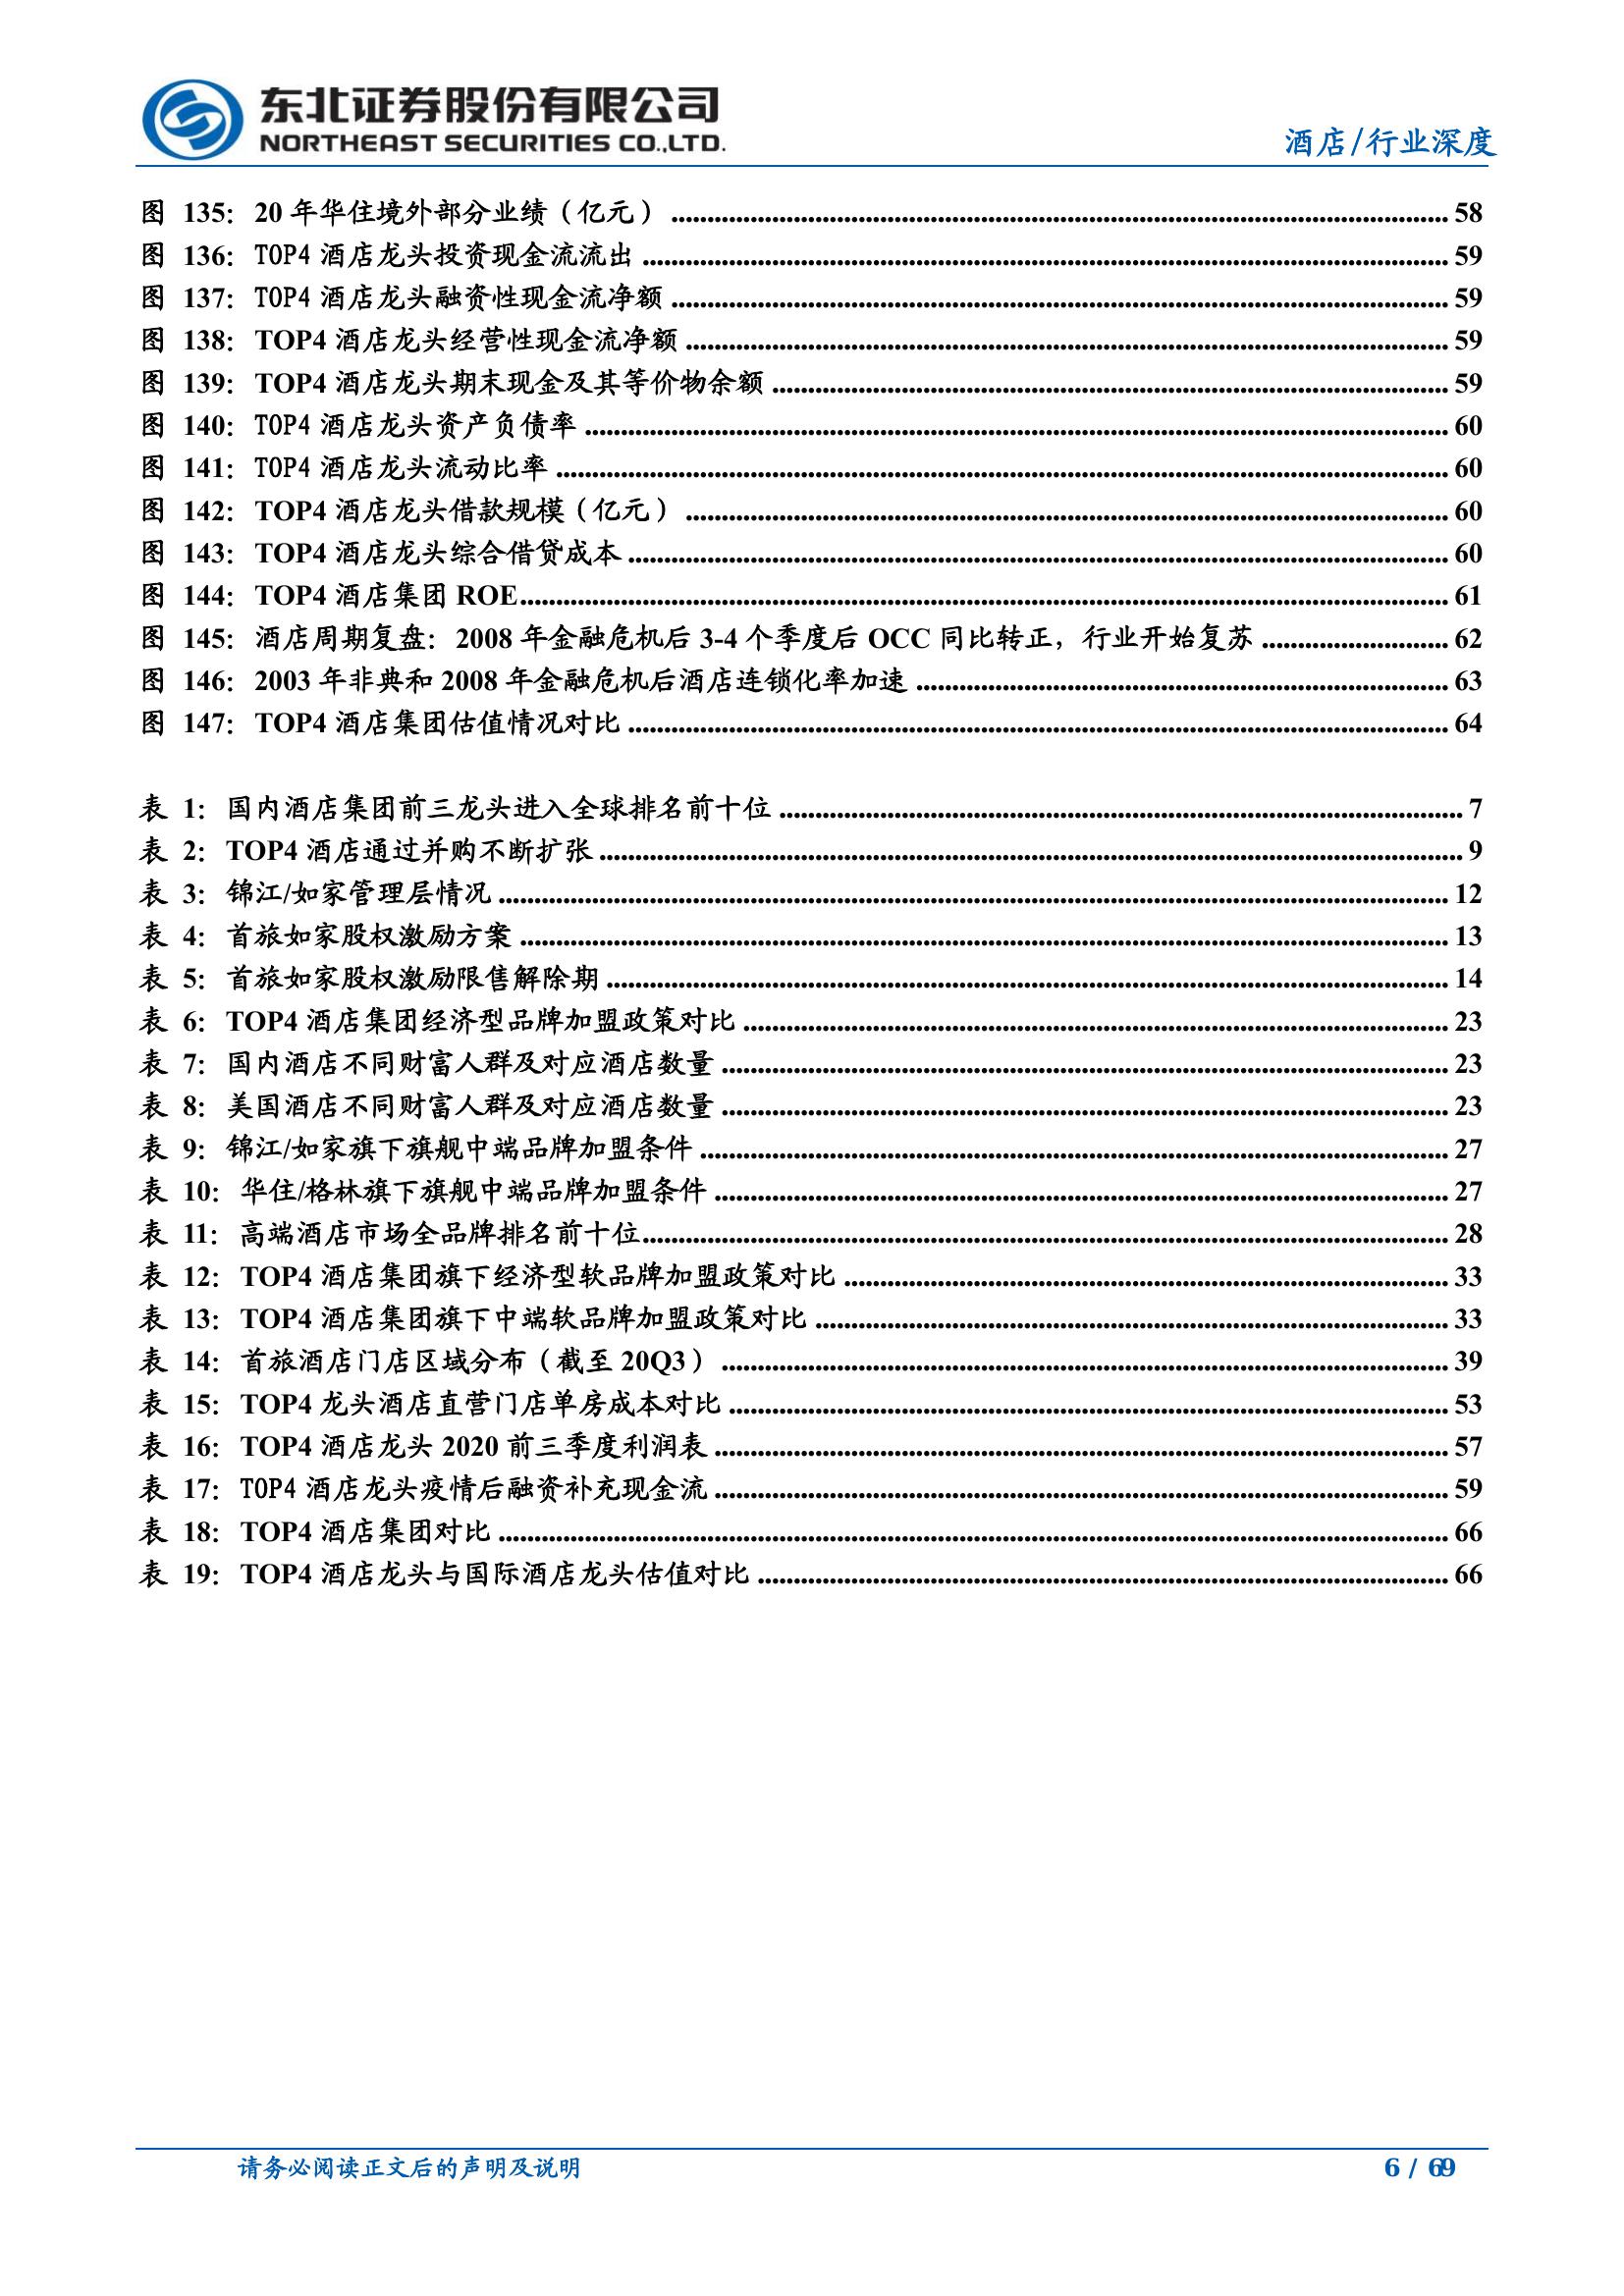 东北证券股份有限公司
NORTHEAST SECURITIES CO.,LTD.
酒店/行业深度
图 135：20 年华住境外部分业绩（亿元）........ 58
图 136：TOP4 酒店龙头投资现金流流出........ 59
图 137：TOP4 酒店龙头融资性现金流净额........ 59
图 138：TOP4 酒店龙头经营性现金流净额........ 59
图 139：TOP4 酒店龙头期末现金及其等价物余额........ 59
图 140：TOP4 酒店龙头资产负债率........ 60
图 141：TOP4 酒店龙头流动比率........ 60
图 142：TOP4 酒店龙头借款规模（亿元）........ 60
图 143：TOP4 酒店龙头综合借贷成本........ 60
图 144：TOP4 酒店集团 ROE........ 61
图 145：酒店周期复盘：2008 年金融危机后 3-4 个季度后 OCC 同比转正，行业开始复苏........ 62
图 146：2003 年非典和 2008 年金融危机后酒店连锁化率加速........ 63
图 147：TOP4 酒店集团估值情况对比........ 64
表 1：国内酒店集团前三龙头进入全球排名前十位........ 7
表 2：TOP4 酒店通过并购不断扩张........ 9
表 3：锦江/如家管理层情况........ 12
表 4：首旅如家股权激励方案........ 13
表 5：首旅如家股权激励限售解除期........ 14
表 6：TOP4 酒店集团经济型品牌加盟政策对比........ 23
表 7：国内酒店不同财富人群及对应酒店数量........ 23
表 8：美国酒店不同财富人群及对应酒店数量........ 23
表 9：锦江/如家旗下旗舰中端品牌加盟条件........ 27
表 10：华住/格林旗下旗舰中端品牌加盟条件........ 27
表 11：高端酒店市场全品牌排名前十位........ 28
表 12：TOP4 酒店集团旗下经济型软品牌加盟政策对比........ 33
表 13：TOP4 酒店集团旗下中端软品牌加盟政策对比........ 33
表 14：首旅酒店门店区域分布（截至 20Q3）........ 39
表 15：TOP4 龙头酒店直营门店单房成本对比........ 53
表 16：TOP4 酒店龙头 2020 前三季度利润表........ 57
表 17：TOP4 酒店龙头疫情后融资补充现金流........ 59
表 18：TOP4 酒店集团对比........ 66
表 19：TOP4 酒店龙头与国际酒店龙头估值对比........ 66
请务必阅读正文后的声明及说明
6 / 69